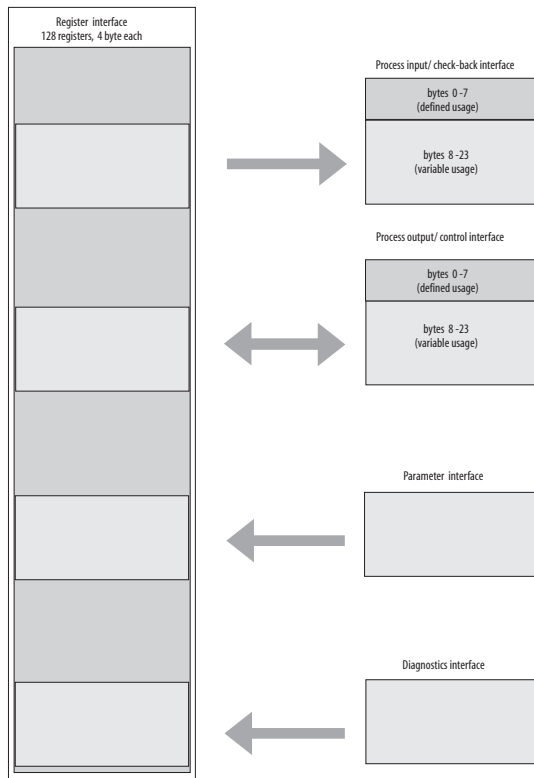 Register interface
128 registers, 4 byte each
Process input/ check-back interface
bytes 0 -7
(defined usage)
bytes 8 -23
(variable usage)
Process output/ control interface
bytes 0 -7
(defined usage)
bytes 8 -23
(variable usage)
Parameter interface
Diagnostics interface